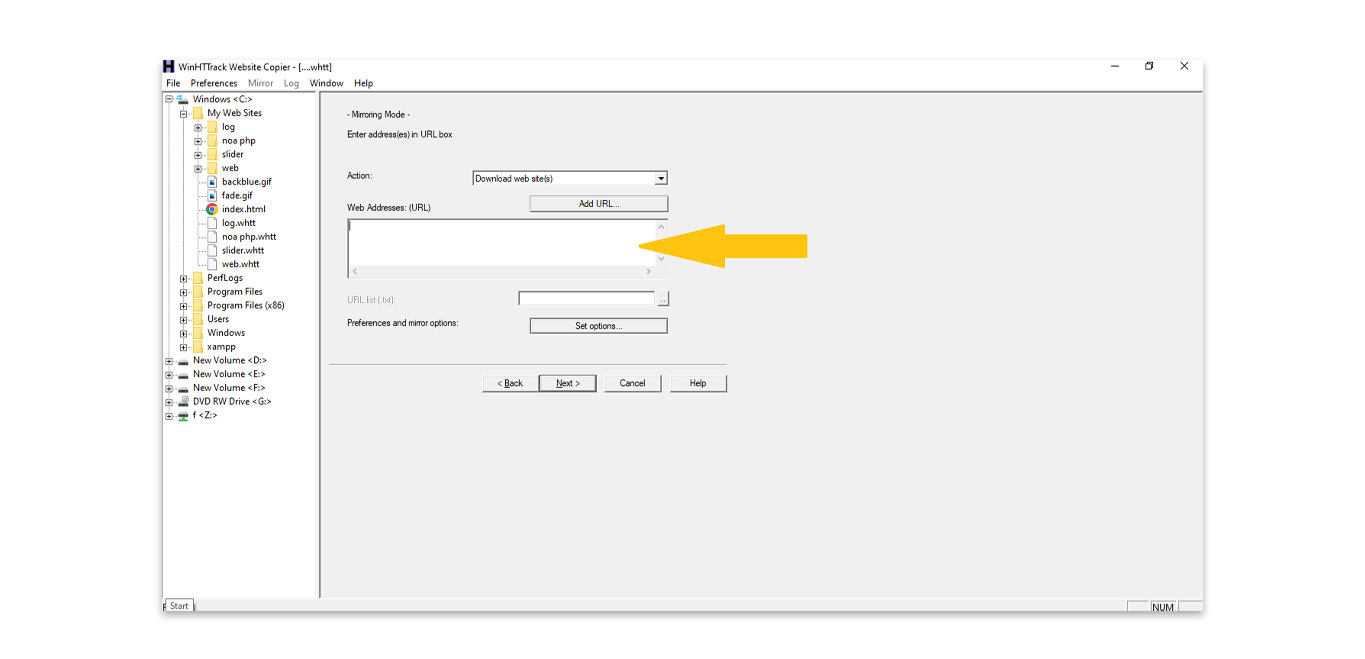 WinHTTrack Website Copier - [....whtt]
File Preferences Mirror Log Window Help
Windows <C:>
My Web Sites
log
noa php
slider
web
backblue.gif
fade.gif
index.html
log.whtt
noa php.whtt
slider.whtt
web.whtt
PerfLogs
Program Files
Program Files (x86)
Users
Windows
xampp
New Volume <D:>
New Volume <E:>
New Volume <F:>
DVD RW Drive <G:>
f <Z:>
- Mirroring Mode -
Enter address(es) in URL box
Action:
Download web site(s)
Web Addresses: (URL)
Add URL...
URL list (.txt):
..
Preferences and mirror options:
Set options...
< Back Next > Cancel Help
Start
NUM